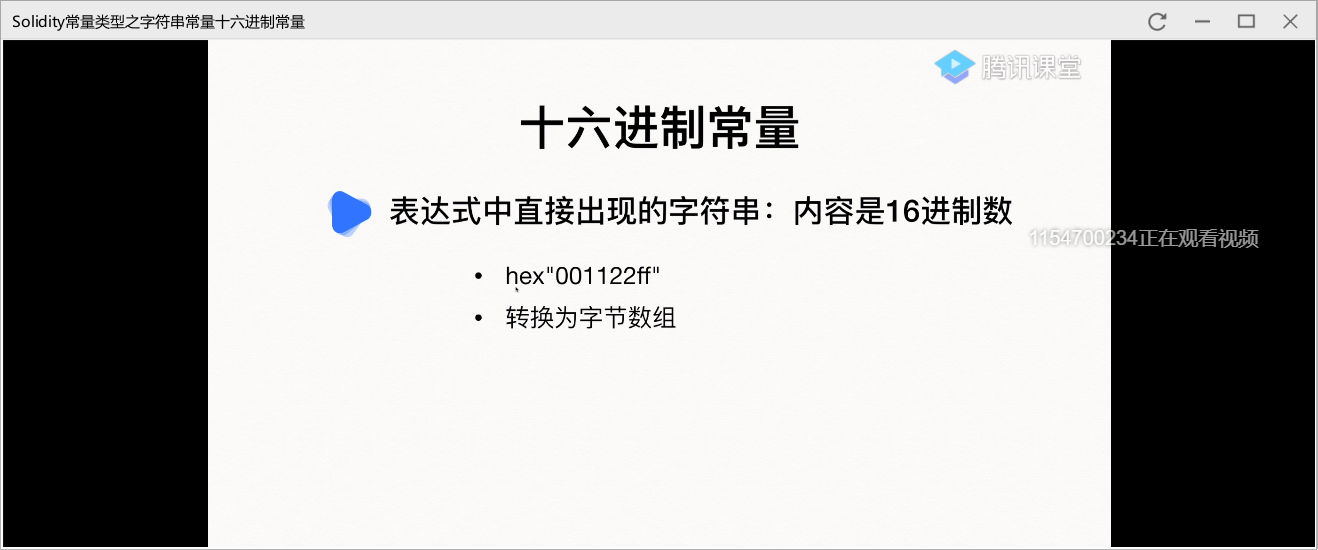 Solidity常量类型之字符串常量十六进制常量
腾讯课堂
十六进制常量
表达式中直接出现的字符串：内容是16进制数
1154700234正在观看视频
• hex"001122ff"
• 转换为字节数组